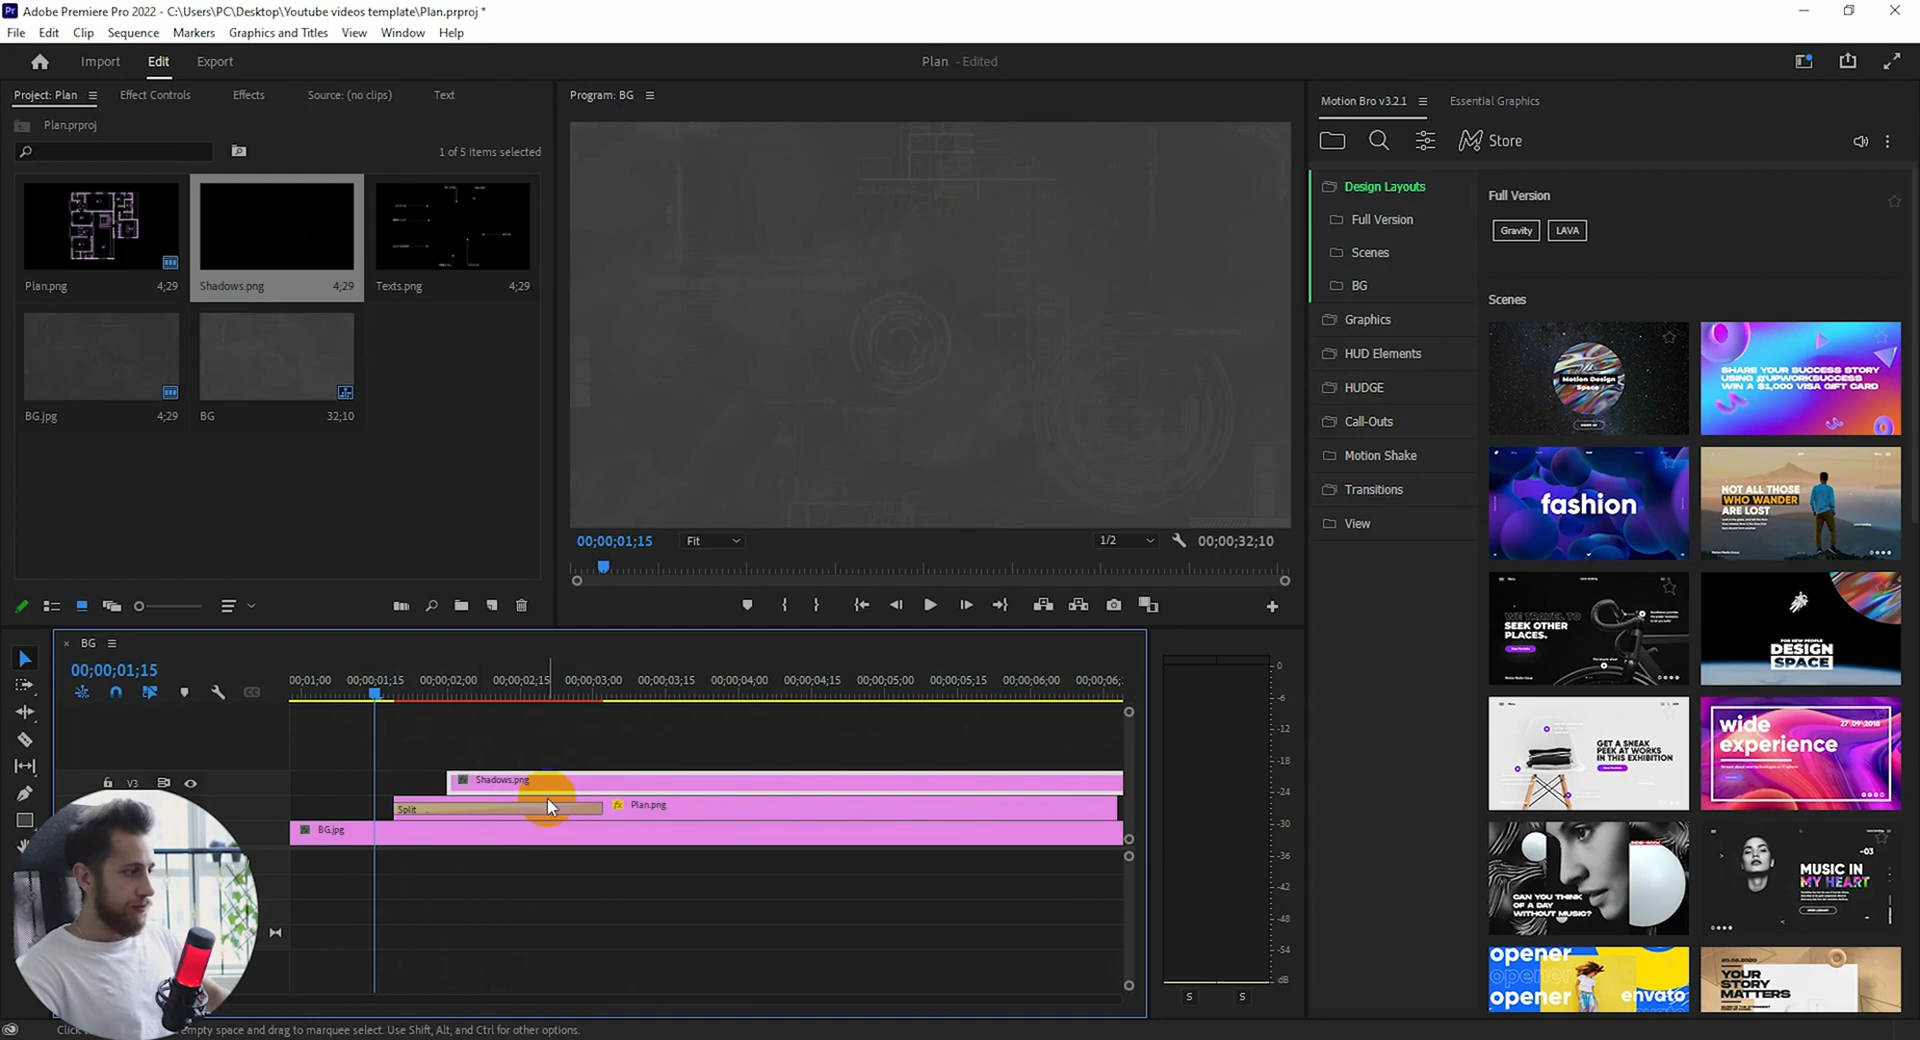 Pr Adobe Premiere Pro 2022 - C:\Users\PC\Desktop\Youtube videos template\Plan.prproj *
File Edit Clip Sequence Markers Graphics and Titles View Window Help
Import Edit Export
Plan - Edited
Project: Plan Effect Controls Effects Source: (no clips) Text
Plan.prproj
1 of 5 items selected
Plan.png 4;29
Shadows.png 4;29
Texts.png 4;29
BG.jpg 4;29
BG 32;10
Program: BG
00;00;01;15 Fit 1/2 00;00;32;10
Motion Bro v3.2.1 Essential Graphics
Store
Design Layouts
Full Version
Scenes
BG
Graphics
HUD Elements
HUDGE
Call-Outs
Motion Shake
Transitions
View
Full Version
Gravity LAVA
Scenes
Motion Design
Space
SHARE YOUR SUCCESS STORY
USING #UPWORKSUCCESS
WIN A $1,000 VISA GIFT CARD
fashion
NOT ALL THOSE
WHO WANDER
ARE LOST
WE TRAVEL TO
SEEK OTHER
PLACES.
FOR NEW PEOPLE
DESIGN
SPACE
GET A SNEAK
PEEK AT WORKS
IN THIS EXHIBITION
wide
experience
27·09·2018
CAN YOU THINK
OF A DAY
WITHOUT MUSIC?
-03
MUSIC IN
MY HEART
opener
opener
opener
envato
YOUR
STORY
MATTERS
BG
00;00;01;15
00;01;00 00;00;01;15 00;00;02;00 00;00;02;15 00;00;03;00 00;00;03;15 00;00;04;00 00;00;04;15 00;00;05;00 00;00;05;15 00;00;06;00 00;00;06;
V3
Shadows.png
Split
Plan.png
BG.jpg
0
-6
-12
-18
-24
-30
-36
-42
-48
-54
dB
S S
Click
empty space and drag to marquee select. Use Shift, Alt, and Ctrl for other options.